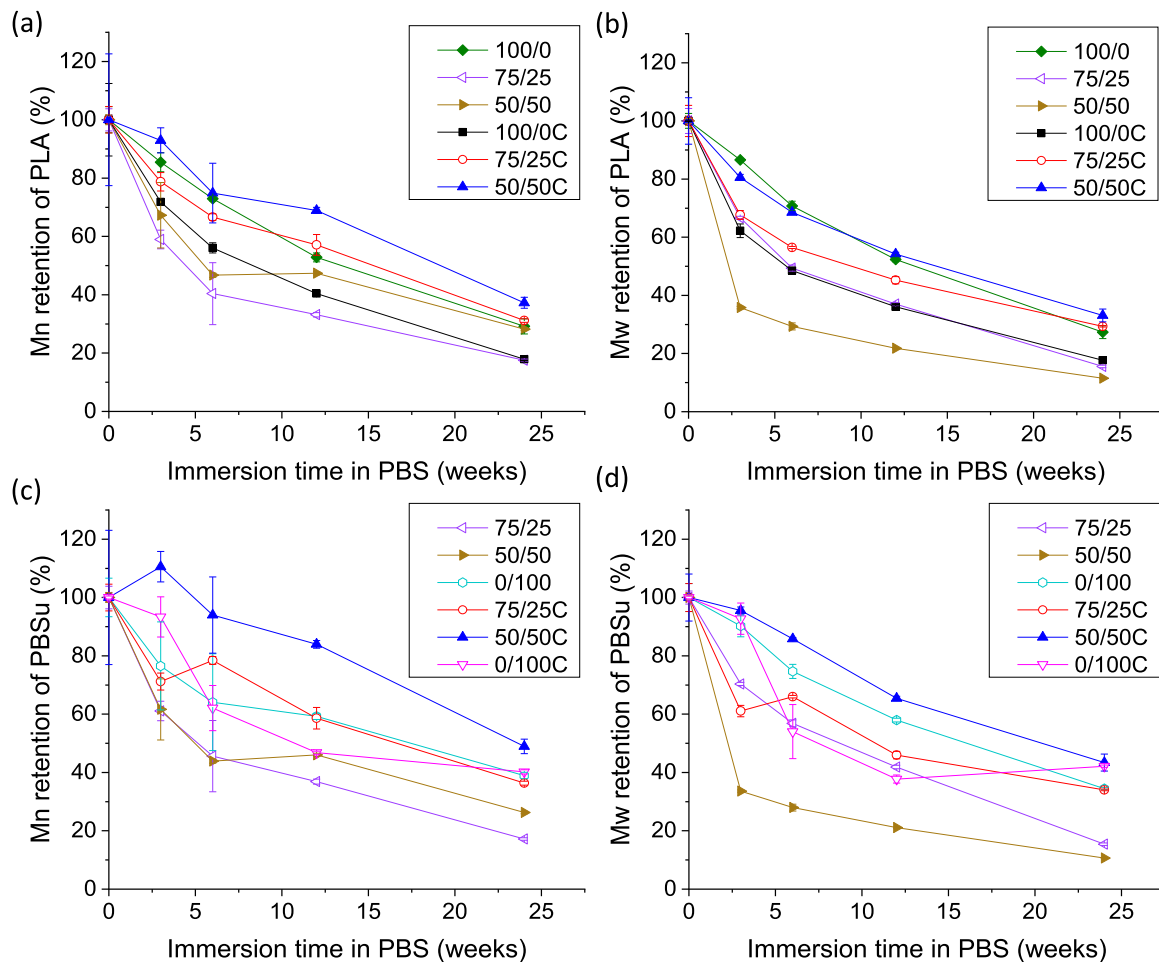 (a)
Mn retention of PLA (%)
120
100
80
60
40
20
0
0 5 10 15 20 25
Immersion time in PBS (weeks)
100/0
75/25
50/50
100/0C
75/25C
50/50C
(b)
Mw retention of PLA (%)
120
100
80
60
40
20
0
0 5 10 15 20 25
Immersion time in PBS (weeks)
100/0
75/25
50/50
100/0C
75/25C
50/50C
(c)
Mn retention of PBSu (%)
120
100
80
60
40
20
0
0 5 10 15 20 25
Immersion time in PBS (weeks)
75/25
50/50
0/100
75/25C
50/50C
0/100C
(d)
Mw retention of PBSu (%)
120
100
80
60
40
20
0
0 5 10 15 20 25
Immersion time in PBS (weeks)
75/25
50/50
0/100
75/25C
50/50C
0/100C